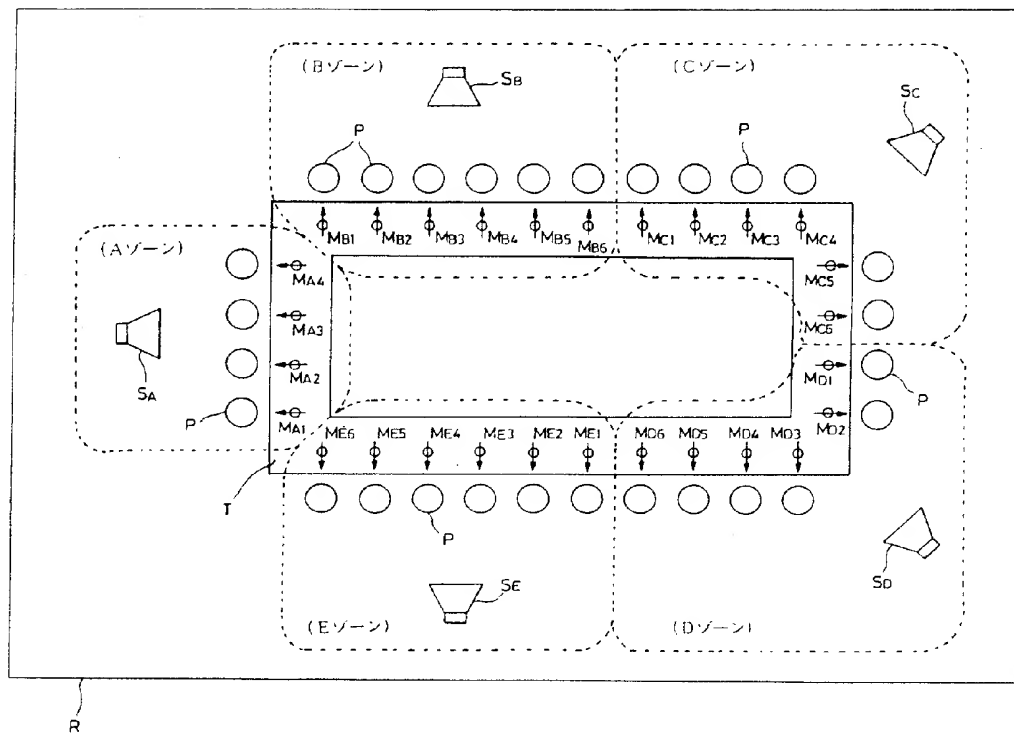 (Bゾーン)
SB
(Cゾーン)
SC
P
P
(Aゾーン)
MB1 MB2 MB3 MB4 MB5 MB6 MC1 MC2 MC3 MC4
MA4
MC5
MA3
MC6
SA
MA2
MD1
P
P
MA1
MD2
ME6 ME5 ME4 ME3 ME2 ME1 MD6 MD5 MD4 MD3
T
P
SD
SE
(Eゾーン)
(Dゾーン)
R